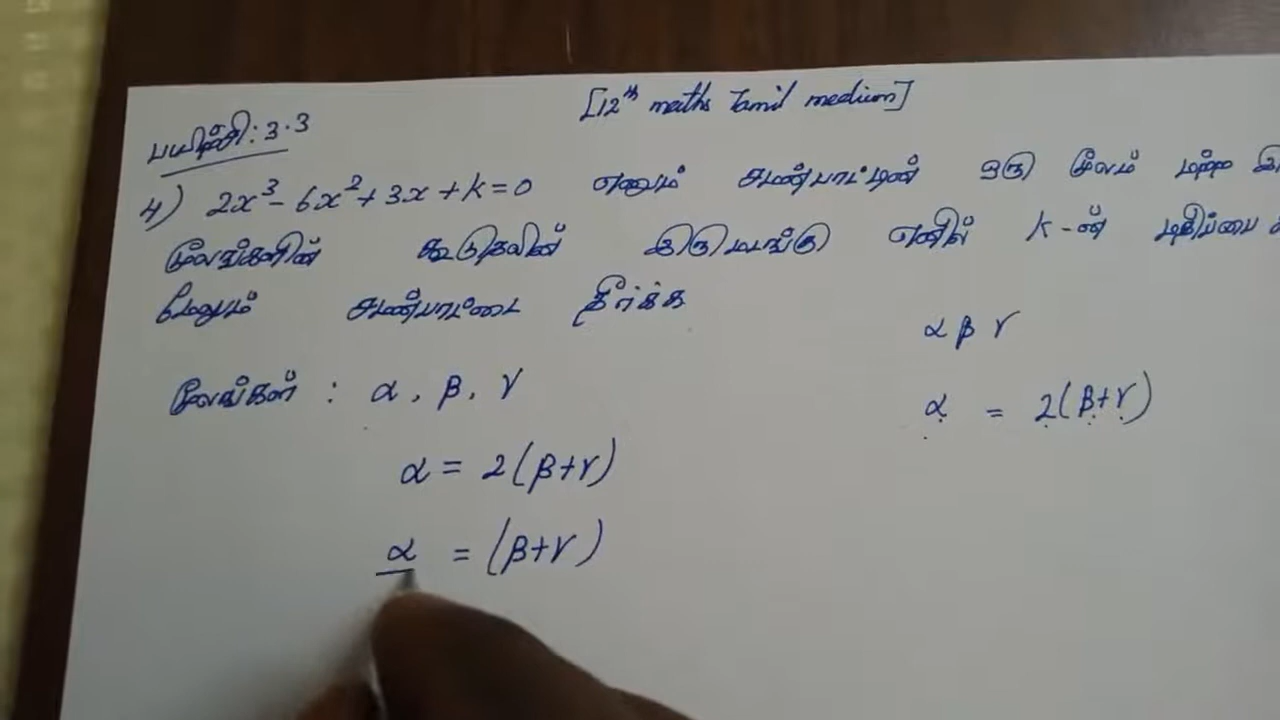 [12th maths Tamil medium]
பயிற்சி: 3.3
4) 2x³ - 6x² + 3x + k = 0 எனும் சமன்பாட்டின் ஒரு மூலம் மற்ற
மூலங்களின் கூடுதலின் இருமடங்கு எனில் k-ன் மதிப்பை
மேலும் சமன்பாட்டை தீர்க்க
α β γ
மூலங்கள் : α, β, γ
α = 2(β+γ)
α = 2(β+γ)
α = (β+γ)